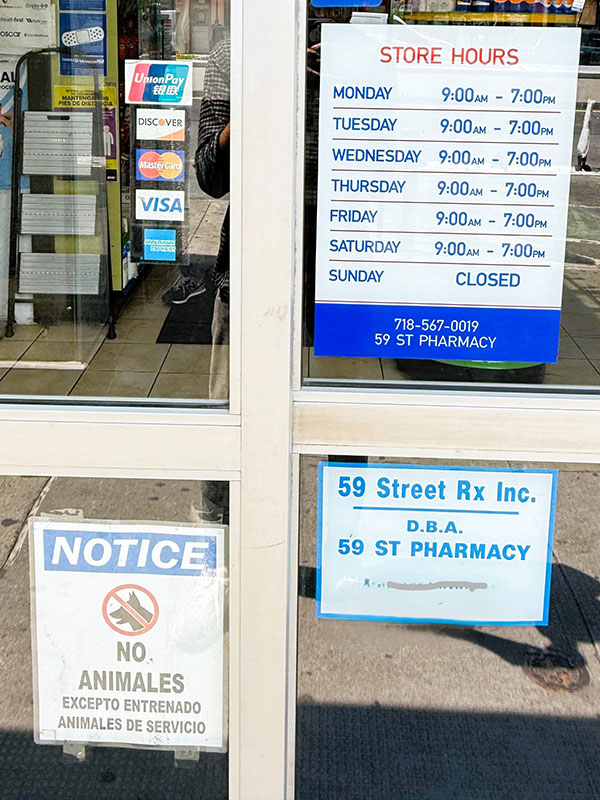 oscar
MANTENGA
PIES DE DISTANCIA
UnionPay
银联
DISCOVER
MasterCard
VISA
AMERICAN
EXPRESS
STORE HOURS
MONDAY 9:00AM - 7:00PM
TUESDAY 9:00AM - 7:00PM
WEDNESDAY 9:00AM - 7:00PM
THURSDAY 9:00AM - 7:00PM
FRIDAY 9:00AM - 7:00PM
SATURDAY 9:00AM - 7:00PM
SUNDAY CLOSED
718-567-0019
59 ST PHARMACY
NOTICE
NO
ANIMALES
EXCEPTO ENTRENADO
ANIMALES DE SERVICIO
59 Street Rx Inc.
D.B.A.
59 ST PHARMACY